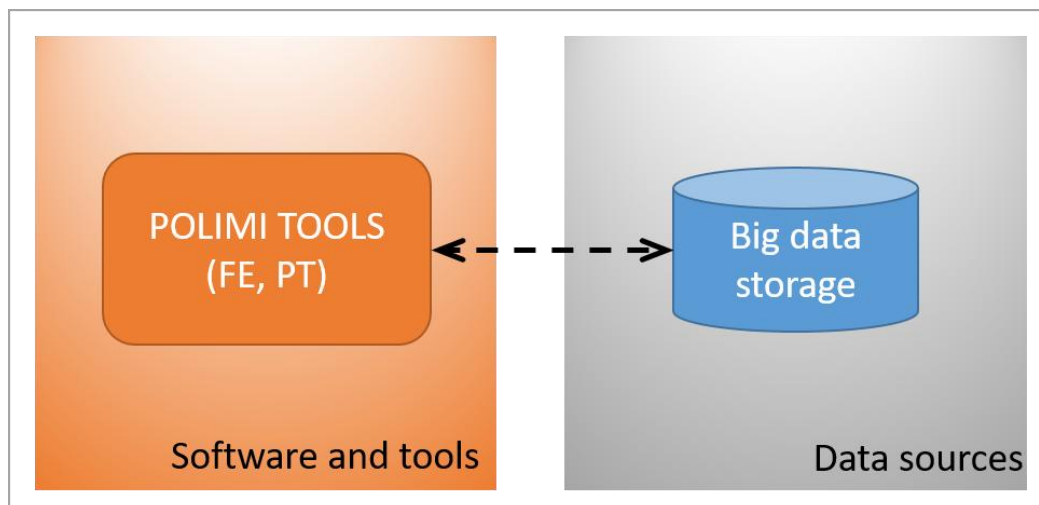 POLIMI TOOLS
(FE, PT)
Software and tools
Big data
storage
Data sources